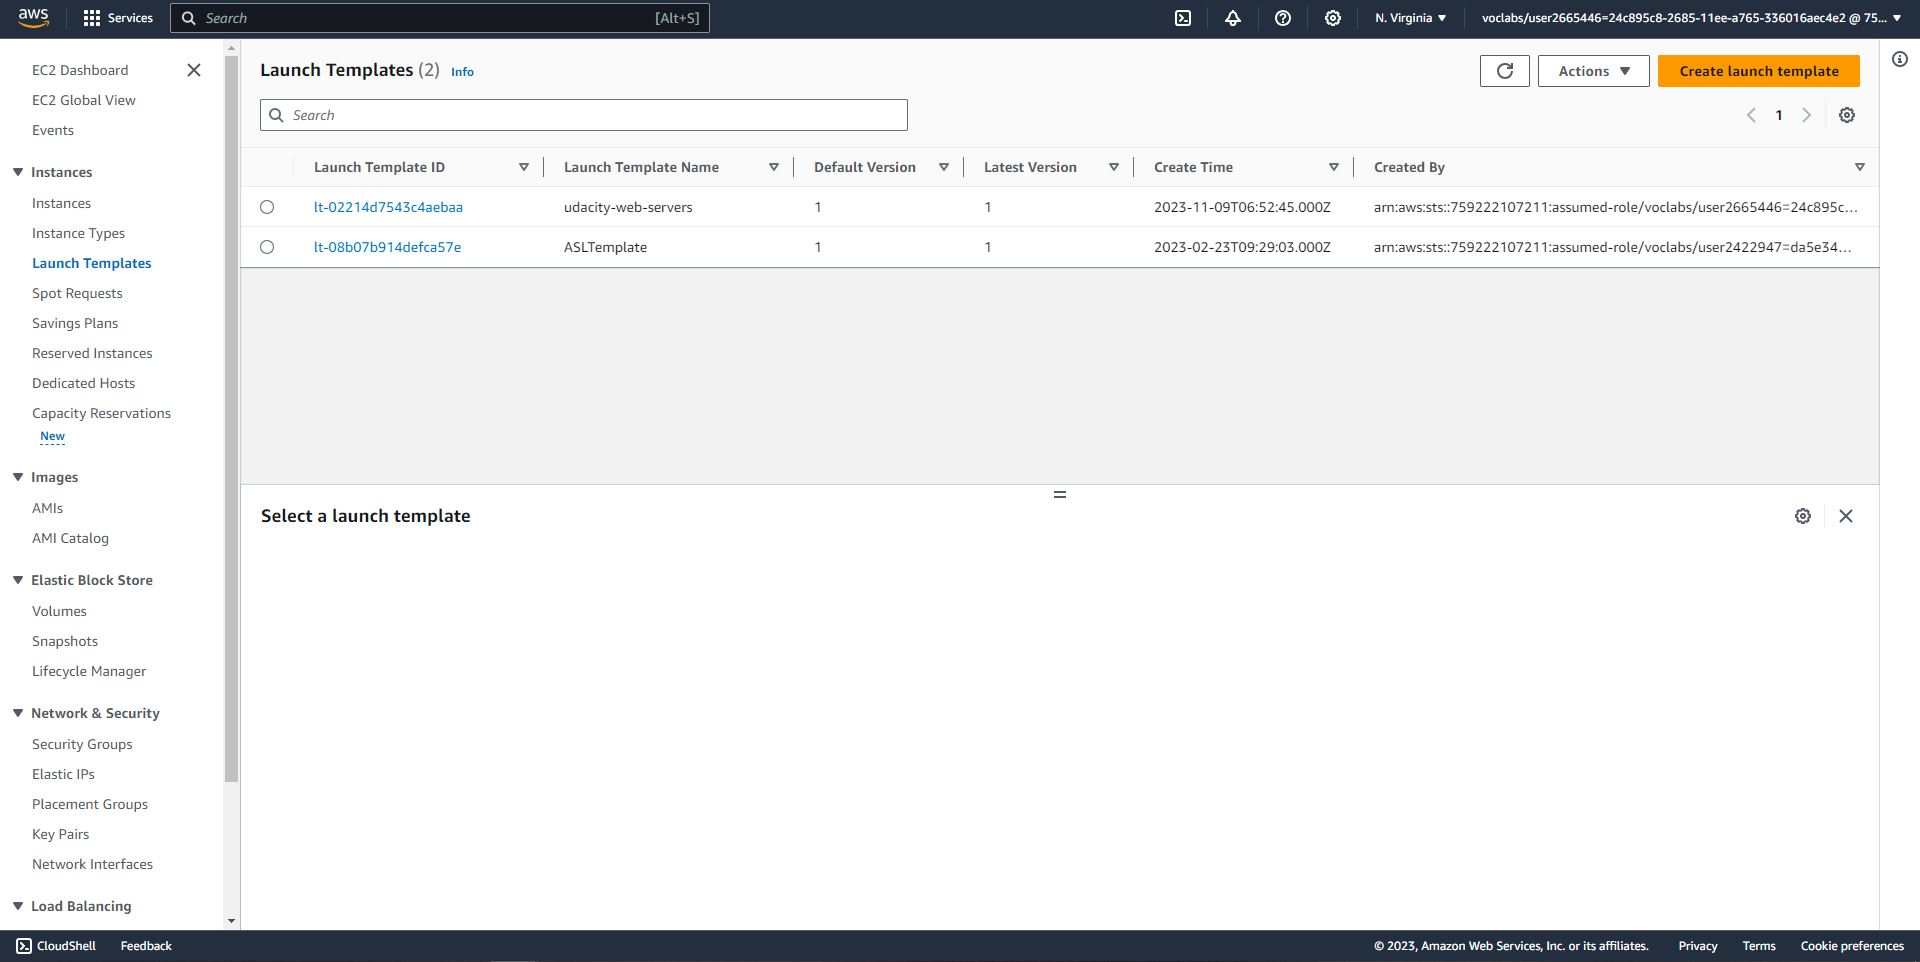 aws
Services
Search [Alt+S]
N. Virginia
voclabs/user2665446=24c895c8-2685-11ee-a765-336016aec4e2 @ 75...
EC2 Dashboard
EC2 Global View
Events
Instances
Instances
Instance Types
Launch Templates
Spot Requests
Savings Plans
Reserved Instances
Dedicated Hosts
Capacity Reservations
New
Images
AMIs
AMI Catalog
Elastic Block Store
Volumes
Snapshots
Lifecycle Manager
Network & Security
Security Groups
Elastic IPs
Placement Groups
Key Pairs
Network Interfaces
Load Balancing
Launch Templates (2) Info
Actions
Create launch template
Search
1
Launch Template ID Launch Template Name Default Version Latest Version Create Time Created By
lt-02214d7543c4aebaa udacity-web-servers 1 1 2023-11-09T06:52:45.000Z arn:aws:sts::759222107211:assumed-role/voclabs/user2665446=24c895c...
lt-08b07b914defca57e ASLTemplate 1 1 2023-02-23T09:29:03.000Z arn:aws:sts::759222107211:assumed-role/voclabs/user2422947=da5e34...
Select a launch template
CloudShell Feedback © 2023, Amazon Web Services, Inc. or its affiliates. Privacy Terms Cookie preferences